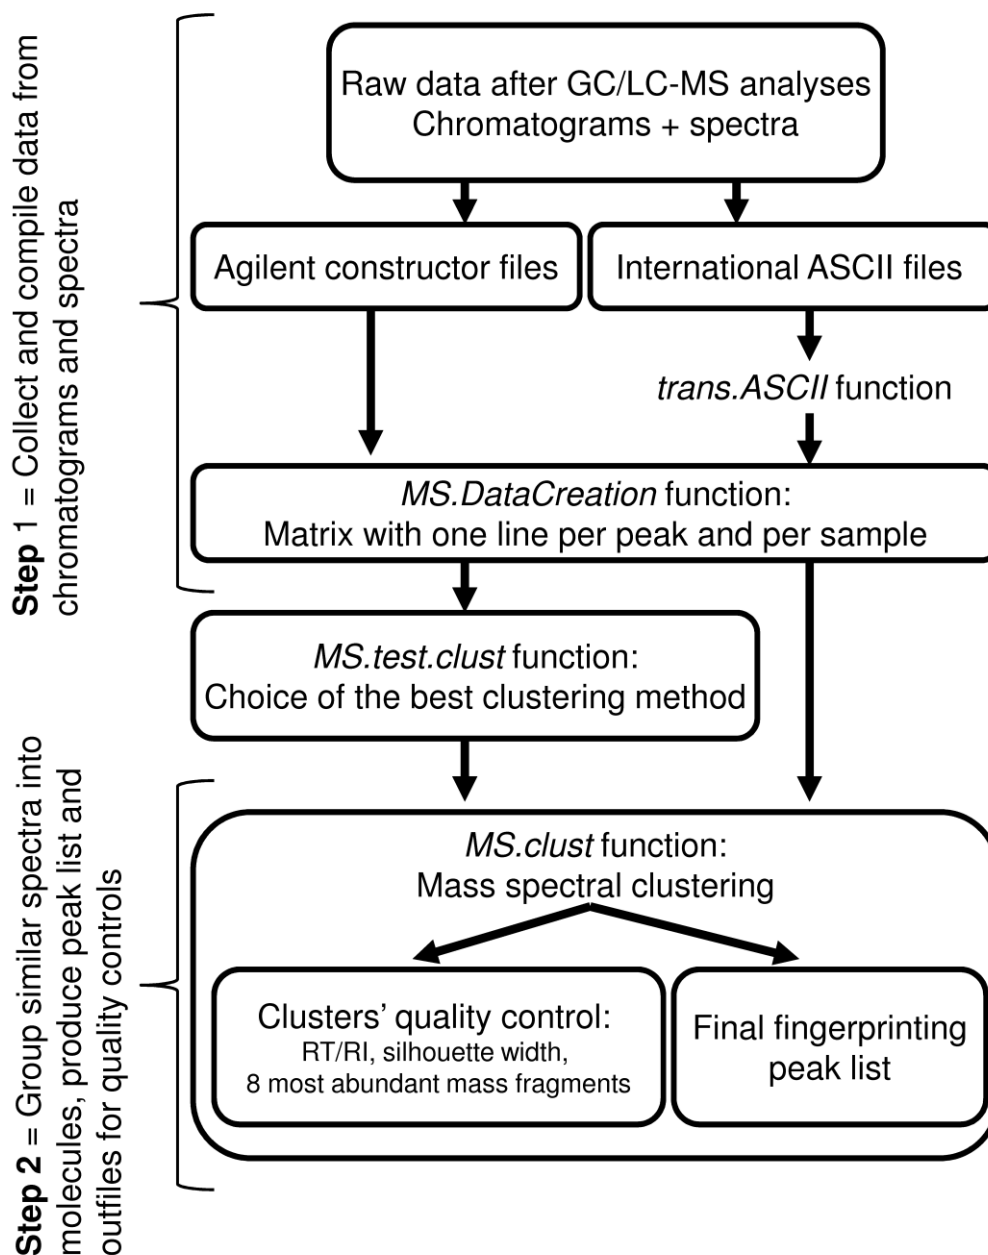 Step 1 = Collect and compile data from
chromatograms and spectra
Raw data after GC/LC-MS analyses
Chromatograms + spectra
Agilent constructor files
International ASCII files
trans.ASCII function
MS.DataCreation function:
Matrix with one line per peak and per sample
MS.test.clust function:
Choice of the best clustering method
Step 2 = Group similar spectra into
molecules, produce peak list and
outfiles for quality controls
MS.clust function:
Mass spectral clustering
Clusters' quality control:
RT/RI, silhouette width,
8 most abundant mass fragments
Final fingerprinting
peak list